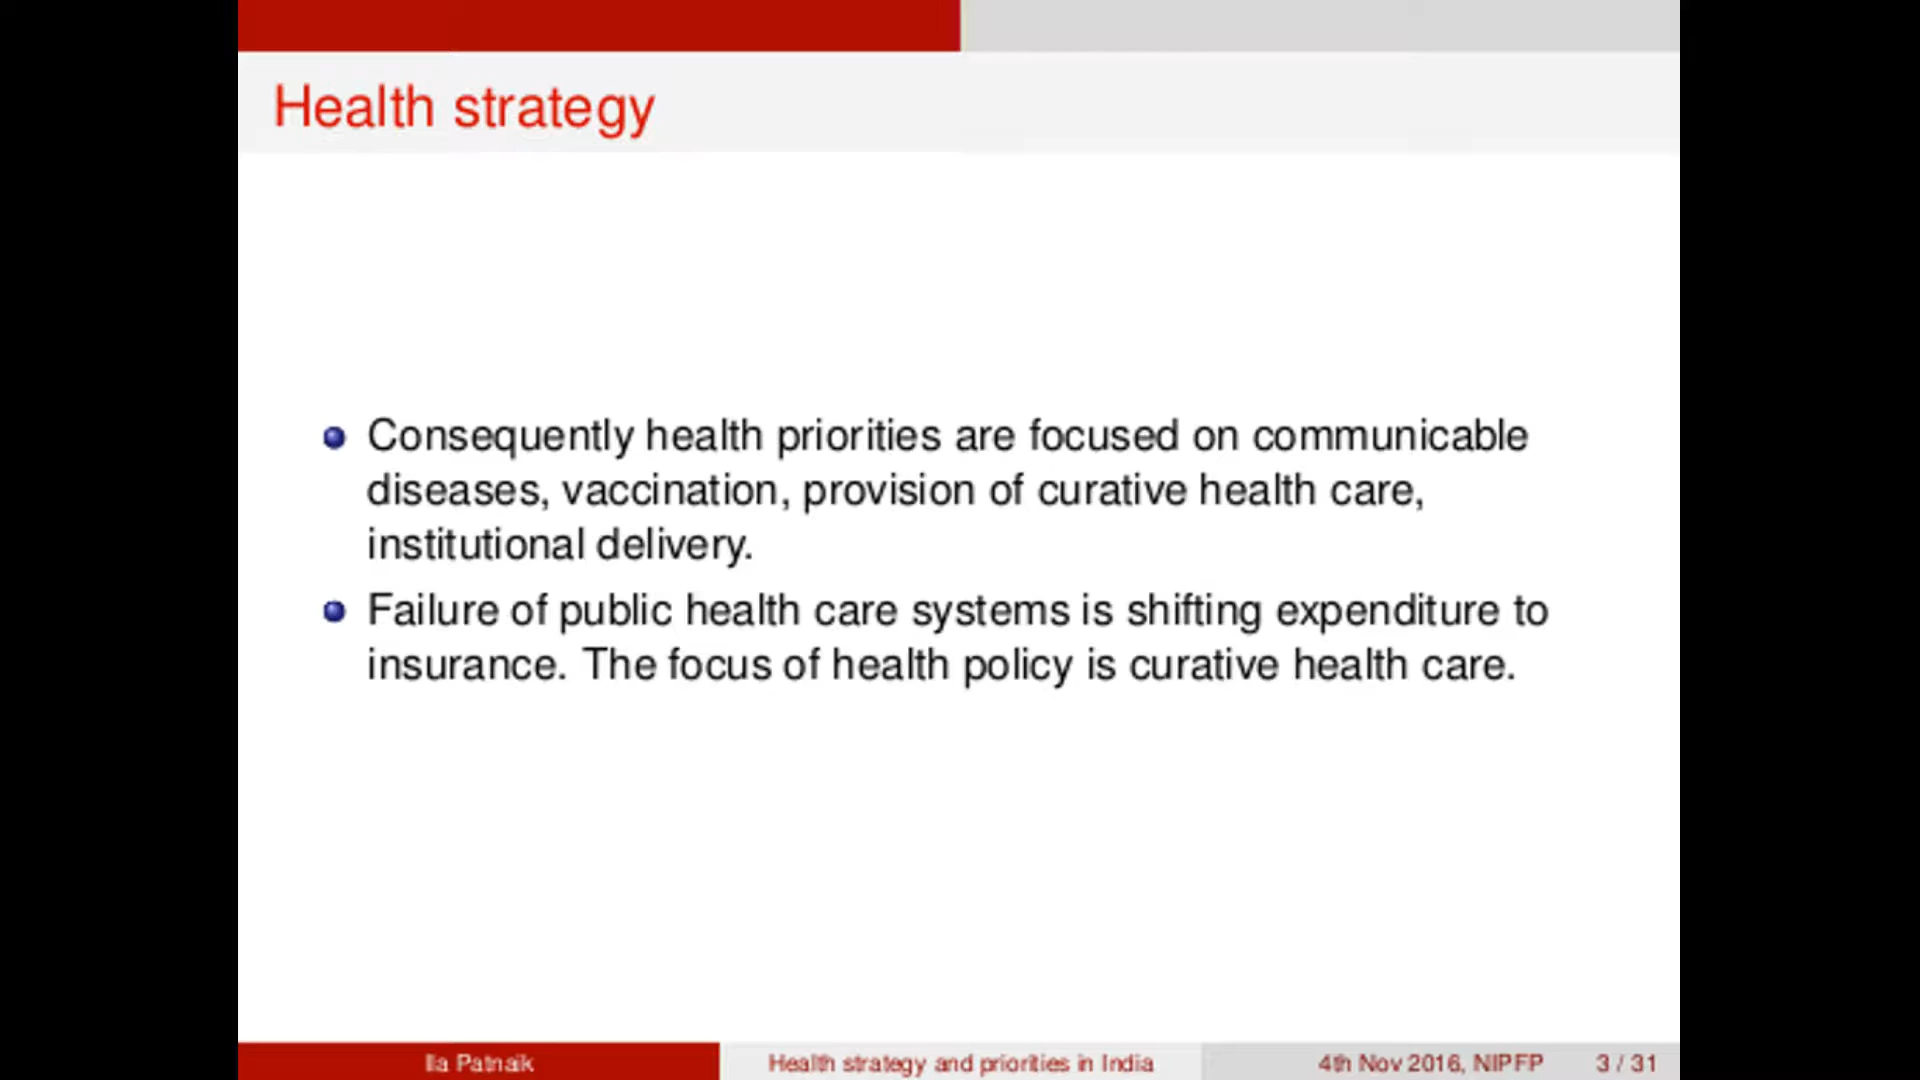 Health strategy
Consequently health priorities are focused on communicable
diseases, vaccination, provision of curative health care,
institutional delivery.
Failure of public health care systems is shifting expenditure to
insurance. The focus of health policy is curative health care.
Ila Patnaik
Health strategy and priorities in India
4th Nov 2016, NIPFP
3 / 31